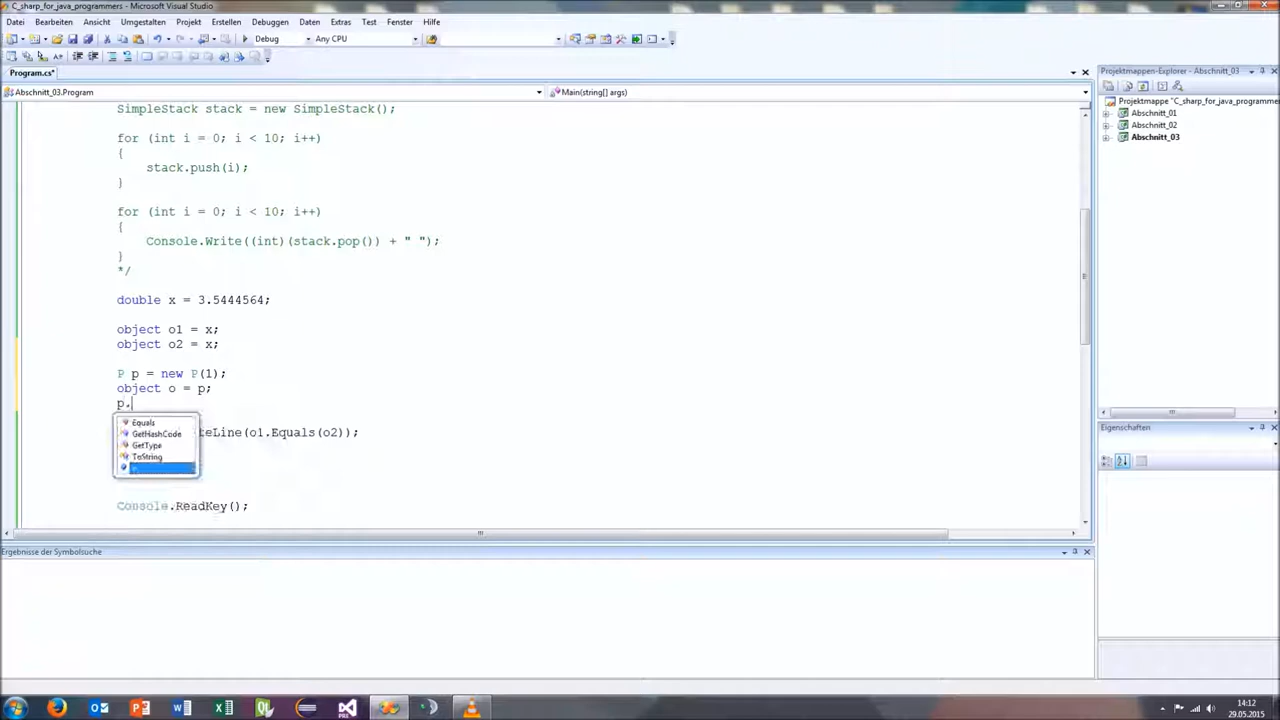 C_sharp_for_java_programmers - Microsoft Visual Studio
Datei Bearbeiten Ansicht Umgestalten Projekt Erstellen Debuggen Daten Extras Test Fenster Hilfe
Debug Any CPU
Program.cs*
Abschnitt_03.Program Main(string[] args)
SimpleStack stack = new SimpleStack();
for (int i = 0; i < 10; i++)
{
stack.push(i);
}
for (int i = 0; i < 10; i++)
{
Console.Write((int)(stack.pop()) + " ");
}
*/
double x = 3.5444564;
object o1 = x;
object o2 = x;
P p = new P(1);
object o = p;
p.
Equals
GetHashCode
GetType
ToString
teLine(o1.Equals(o2));
Console.ReadKey();
Ergebnisse der Symbolsuche
Projektmappen-Explorer - Abschnitt_03
Projektmappe "C_sharp_for_java_programmers
Abschnitt_01
Abschnitt_02
Abschnitt_03
Eigenschaften
14:12
29.05.2015